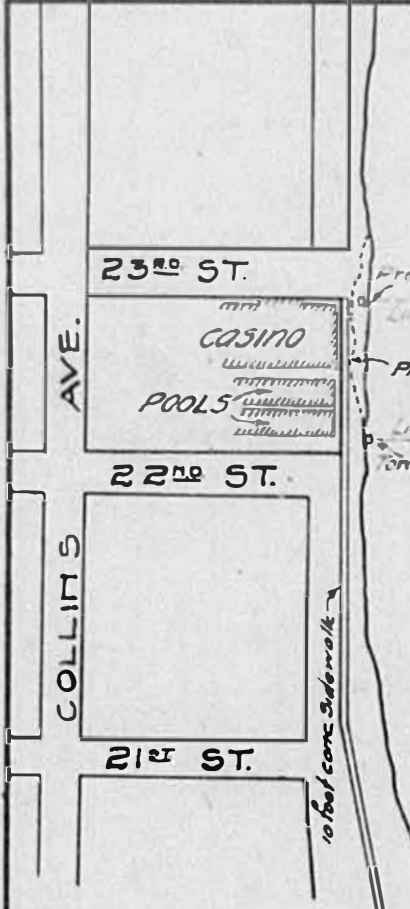 23RD ST.
CASINO
POOLS
22ND ST.
COLLINS AVE.
10 foot conc. sidewalk
21ST ST.